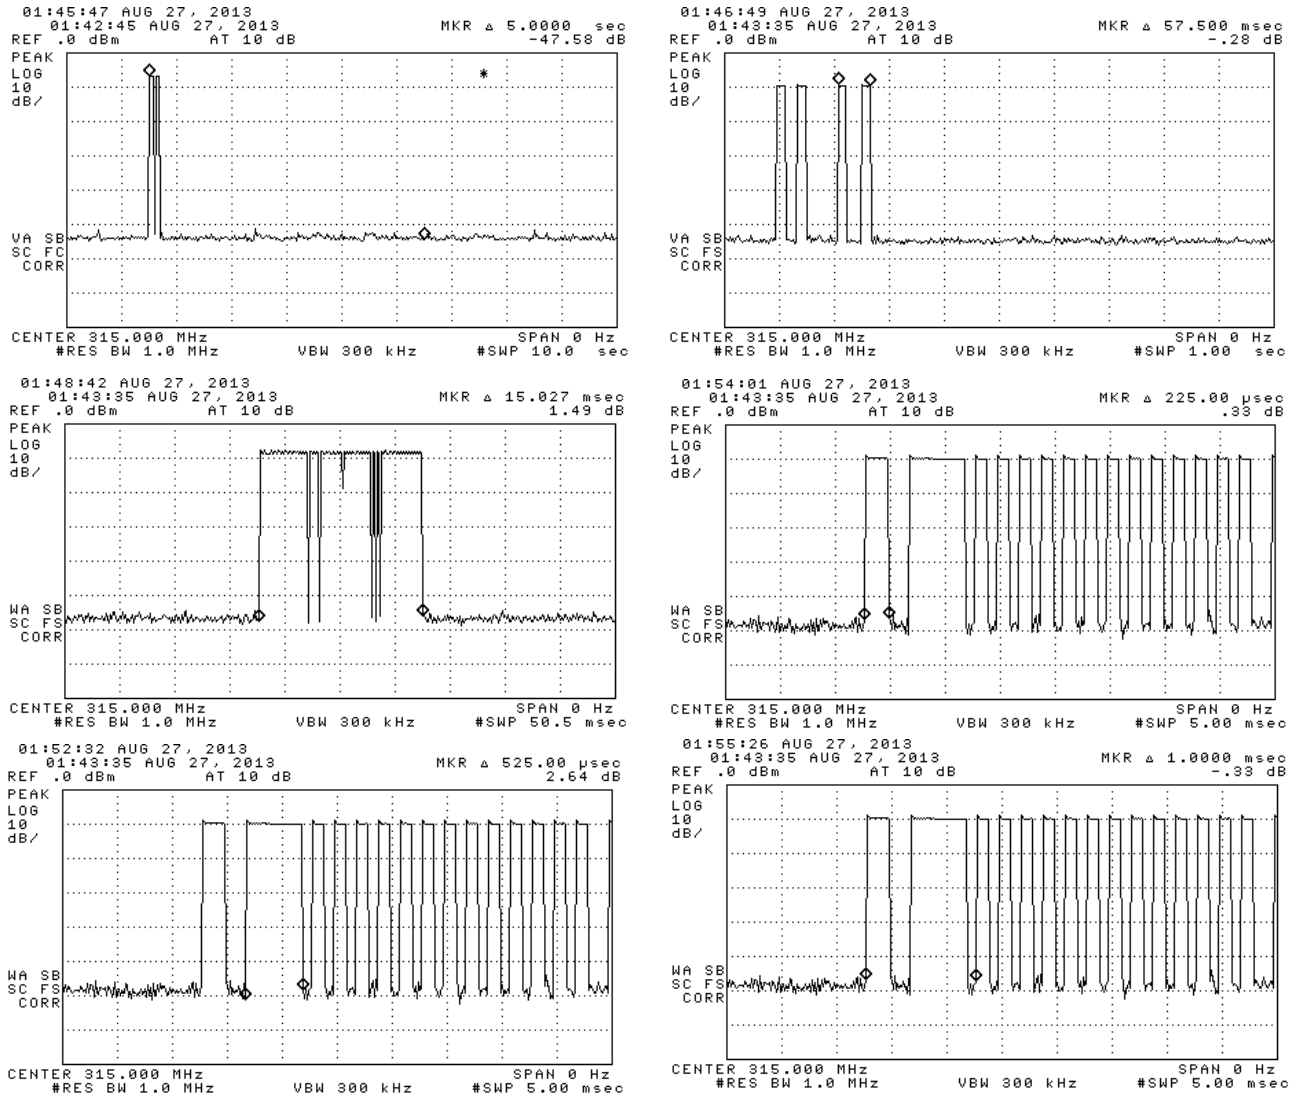 01:45:47 AUG 27, 2013
01:42:45 AUG 27, 2013 MKR Δ 5.0000 sec
REF .0 dBm AT 10 dB -47.58 dB
PEAK
LOG
10
dB/
*
VA SB
SC FC
CORR
CENTER 315.000 MHz SPAN 0 Hz
#RES BW 1.0 MHz VBW 300 kHz #SWP 10.0 sec
01:46:49 AUG 27, 2013
01:43:35 AUG 27, 2013 MKR Δ 57.500 msec
REF .0 dBm AT 10 dB -.28 dB
PEAK
LOG
10
dB/
VA SB
SC FS
CORR
CENTER 315.000 MHz SPAN 0 Hz
#RES BW 1.0 MHz VBW 300 kHz #SWP 1.00 sec
01:48:42 AUG 27, 2013
01:43:35 AUG 27, 2013 MKR Δ 15.027 msec
REF .0 dBm AT 10 dB 1.49 dB
PEAK
LOG
10
dB/
WA SB
SC FS
CORR
CENTER 315.000 MHz SPAN 0 Hz
#RES BW 1.0 MHz VBW 300 kHz #SWP 50.5 msec
01:54:01 AUG 27, 2013
01:43:35 AUG 27, 2013 MKR Δ 225.00 μsec
REF .0 dBm AT 10 dB .33 dB
PEAK
LOG
10
dB/
WA SB
SC FS
CORR
CENTER 315.000 MHz SPAN 0 Hz
#RES BW 1.0 MHz VBW 300 kHz #SWP 5.00 msec
01:52:32 AUG 27, 2013
01:43:35 AUG 27, 2013 MKR Δ 525.00 μsec
REF .0 dBm AT 10 dB 2.64 dB
PEAK
LOG
10
dB/
WA SB
SC FS
CORR
CENTER 315.000 MHz SPAN 0 Hz
#RES BW 1.0 MHz VBW 300 kHz #SWP 5.00 msec
01:55:26 AUG 27, 2013
01:43:35 AUG 27, 2013 MKR Δ 1.0000 msec
REF .0 dBm AT 10 dB -.33 dB
PEAK
LOG
10
dB/
WA SB
SC FS
CORR
CENTER 315.000 MHz SPAN 0 Hz
#RES BW 1.0 MHz VBW 300 kHz #SWP 5.00 msec